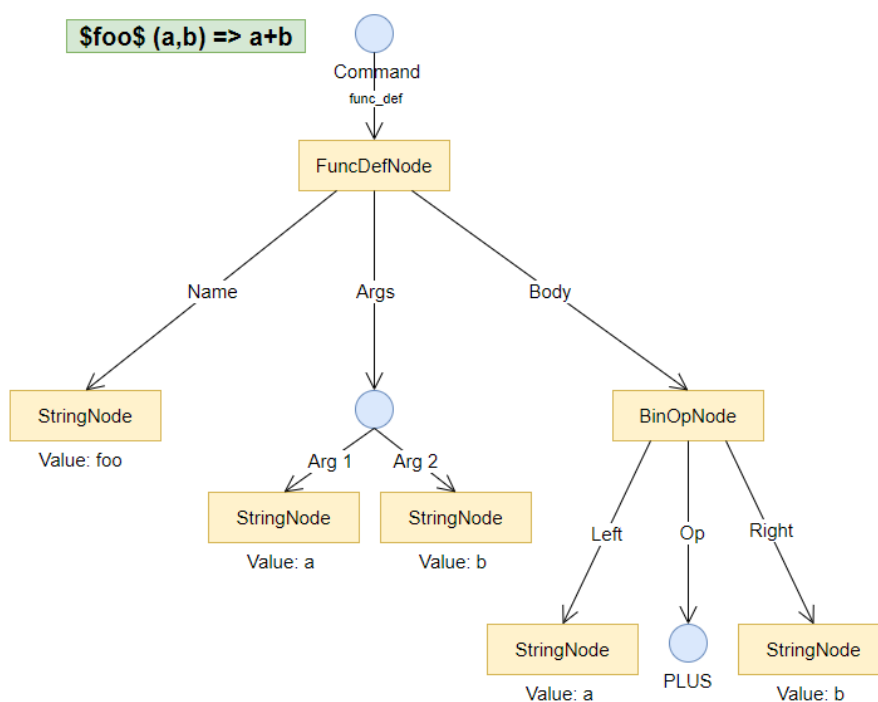 $foo$ (a,b) => a+b
Command
func_def
FuncDefNode
Name
Args
Body
StringNode
Value: foo
BinOpNode
Arg 1
Arg 2
StringNode
StringNode
Value: a
Value: b
Left
Op
Right
StringNode
PLUS
StringNode
Value: a
Value: b